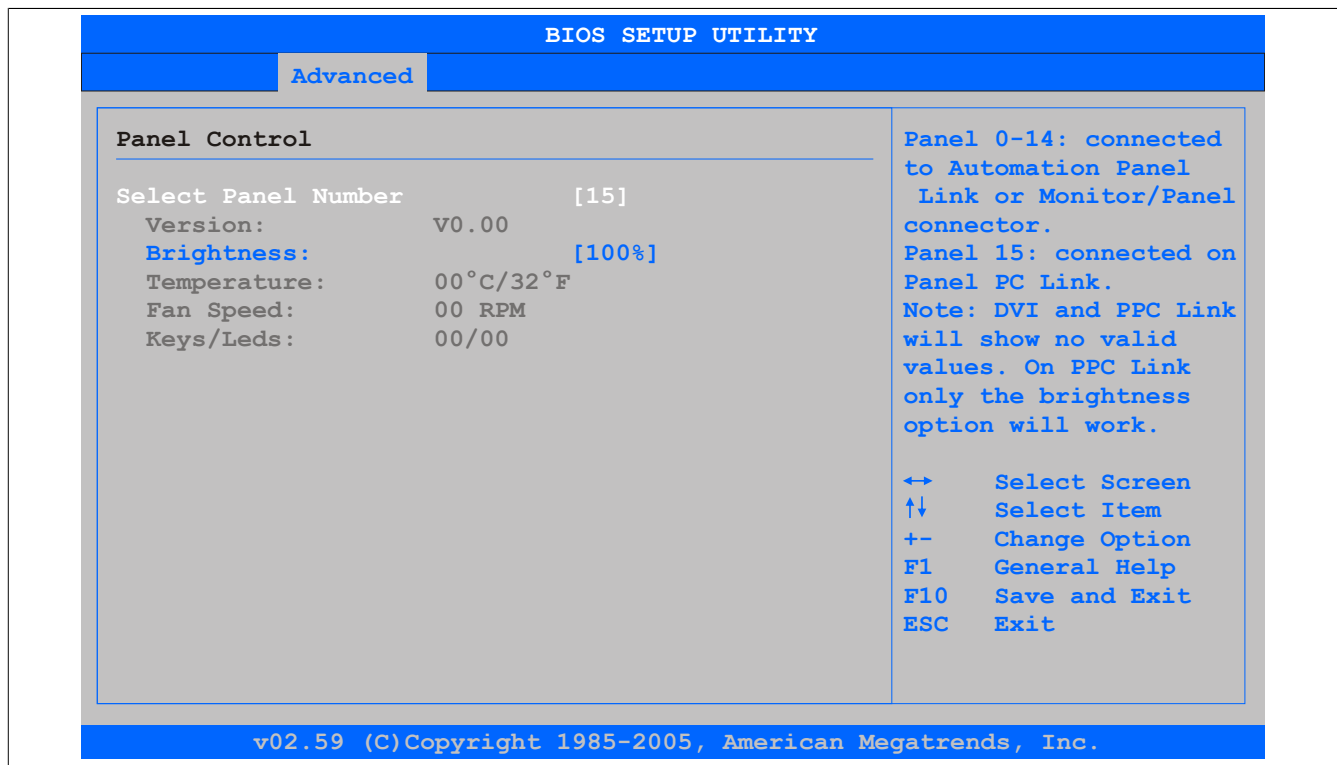 BIOS SETUP UTILITY
Advanced
Panel Control
Select Panel Number [15]
Version: V0.00
Brightness: [100%]
Temperature: 00°C/32°F
Fan Speed: 00 RPM
Keys/Leds: 00/00
Panel 0-14: connected
to Automation Panel
Link or Monitor/Panel
connector.
Panel 15: connected on
Panel PC Link.
Note: DVI and PPC Link
will show no valid
values. On PPC Link
only the brightness
option will work.
↔ Select Screen
↑↓ Select Item
+- Change Option
F1 General Help
F10 Save and Exit
ESC Exit
v02.59 (C)Copyright 1985-2005, American Megatrends, Inc.